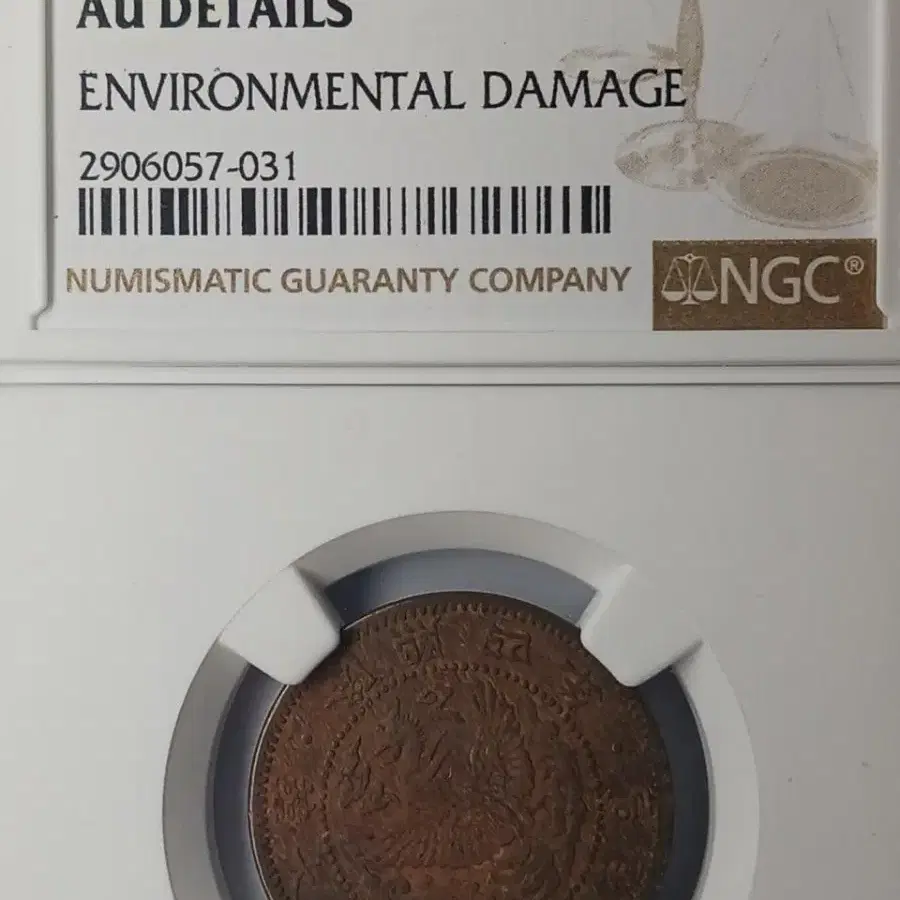 AU DETAILS
ENVIRONMENTAL DAMAGE
2906057-031
NUMISMATIC GUARANTY COMPANY
NGC®